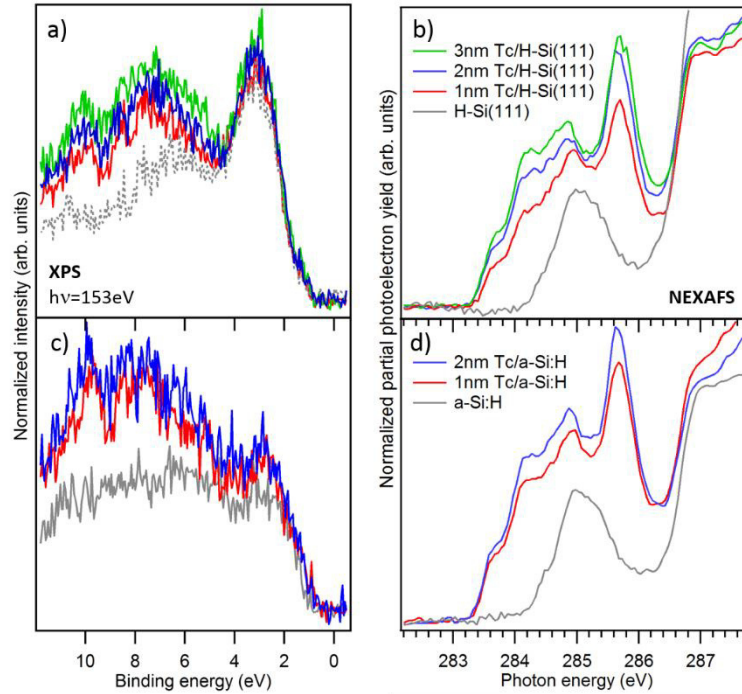 a)
XPS
hν=153eV
b)
3nm Tc/H-Si(111)
2nm Tc/H-Si(111)
1nm Tc/H-Si(111)
H-Si(111)
NEXAFS
c)
d)
2nm Tc/a-Si:H
1nm Tc/a-Si:H
a-Si:H
Normalized intensity (arb. units)
Normalized partial photoelectron yield (arb. units)
10 8 6 4 2 0
Binding energy (eV)
283 284 285 286 287
Photon energy (eV)